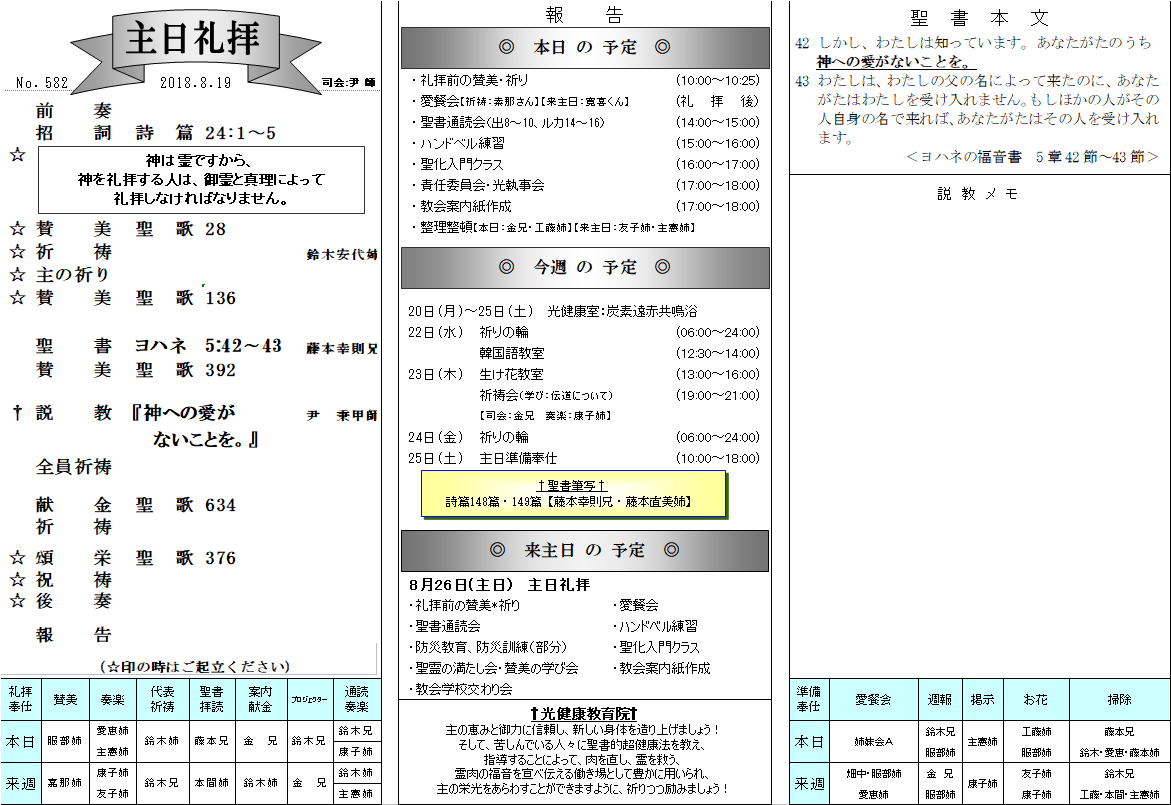 主日礼拝
No. 582
2018.8.19
司会:尹 師
前 奏
招 詞 詩 篇 24:1～5
☆
神は 霊ですから、
神を礼拝する人は、御霊と真理によって
礼拝しなければなりません。
☆ 賛 美 聖 歌 28
☆ 祈 祷 鈴木安代姉
☆ 主の祈り
☆ 賛 美 聖 歌 136
聖 書 ヨハネ 5:42～43 藤本幸則兄
賛 美 聖 歌 392
† 説 教 『神への愛が 尹 秉甲師
ないことを。』
全員祈祷
献 金 聖 歌 634
祈 祷
☆ 頌 栄 聖 歌 376
☆ 祝 祷
☆ 後 奏
報 告
(☆印の時はご起立ください)
礼拝奉仕 賛美 奏楽 代表祈祷 聖書拝読 案内献金 プロジェクター 通読奏楽
本日 服部姉 愛恵姉 主憲姉 鈴木姉 藤本兄 金 兄 鈴木兄 鈴木兄 康子姉
来週 嘉那姉 康子姉 友子姉 鈴木兄 本間姉 鈴木姉 金 兄 鈴木姉 主憲姉
報 告
◎ 本日 の 予定 ◎
・礼拝前の賛美・祈り (10:00～10:25)
・愛餐会【祈祷:素那さん】【来主日:寛喜くん】 (礼 拝 後)
・聖書通読会〈出8～10、ルカ14～16〉 (14:00～15:00)
・ハンドベル練習 (15:00～16:00)
・聖化入門クラス (16:00～17:00)
・責任委員会・光執事会 (17:00～18:00)
・教会案内紙作成 (17:00～18:00)
・整理整頓【本日:金兄・工藤姉】【来主日:友子姉・主憲姉】
◎ 今週 の 予定 ◎
20日(月)～25日(土) 光健康室:炭素遠赤共鳴浴
22日(水) 祈りの輪 (06:00～24:00)
韓国語教室 (12:30～14:00)
23日(木) 生け花教室 (13:00～16:00)
祈祷会(学び:伝道について) (19:00～21:00)
【司会:金兄 奏楽:康子姉】
24日(金) 祈りの輪 (06:00～24:00)
25日(土) 主日準備奉仕 (10:00～18:00)
†聖書筆写†
詩篇148篇・149篇【藤本幸則兄・藤本直美姉】
◎ 来主日 の 予定 ◎
8月26日(主日) 主日礼拝
・礼拝前の賛美*祈り ・愛餐会
・聖書通読会 ・ハンドベル練習
・防災教育、防災訓練(部分) ・聖化入門クラス
・聖霊の満たし会・賛美の学び会 ・教会案内紙作成
・教会学校交わり会
†光健康教育院†
主の恵みと御力に信頼し、新しい身体を造り上げましょう!
そして、苦しんでいる人々に聖書的超健康法を教え、
指導することによって、肉を直し、霊を救う、
霊肉の福音を宣べ伝える働き場として豊かに用いられ、
主の栄光をあらわすことができますように、祈りつつ励みましょう!
聖 書 本 文
42 しかし、わたしは知っています。あなたがたのうち
神への愛がないことを。
43 わたしは、わたしの父の名によって来たのに、あなた
がたはわたしを受け入れません。もしほかの人がその
人自身の名で来れば、あなたがたはその人を受け入れ
ます。
＜ヨハネの福音書 5章42節～43節＞
説 教 メ モ
準備奉仕 愛餐会 週報 掲示 お花 掃除
本日 姉妹会A 鈴木兄 服部姉 主憲姉 工藤姉 服部姉 藤本兄 鈴木・愛恵・藤本姉
来週 畑中・服部姉 愛恵姉 金 兄 服部姉 康子姉 友子姉 康子姉 鈴木兄 工藤・本間・主憲姉